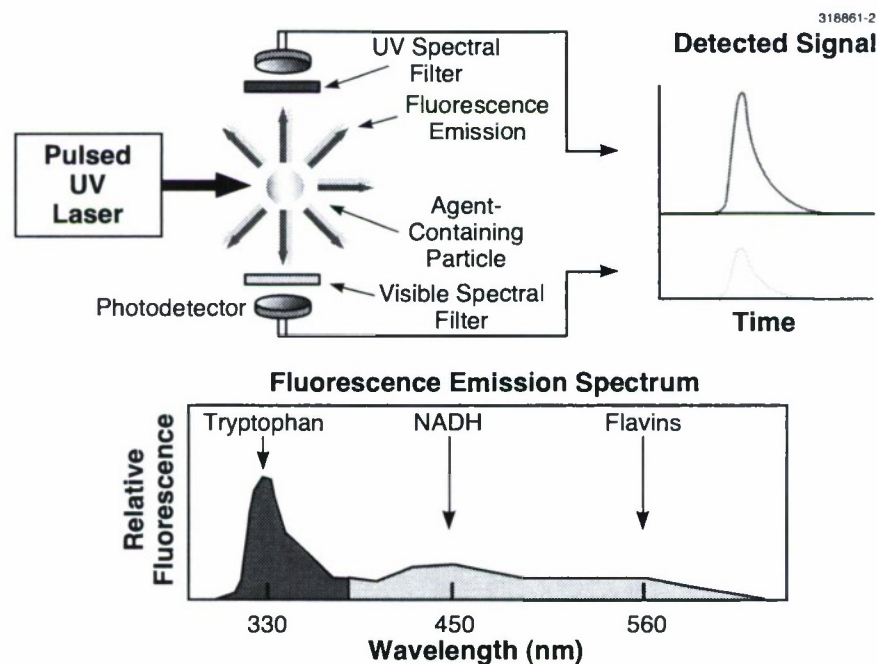 318861-2
Detected Signal
UV Spectral
Filter
Fluorescence
Emission
Pulsed
UV
Laser
Agent-
Containing
Particle
Photodetector
Visible Spectral
Filter
Time
Fluorescence Emission Spectrum
Tryptophan NADH Flavins
Relative
Fluorescence
330 450 560
Wavelength (nm)